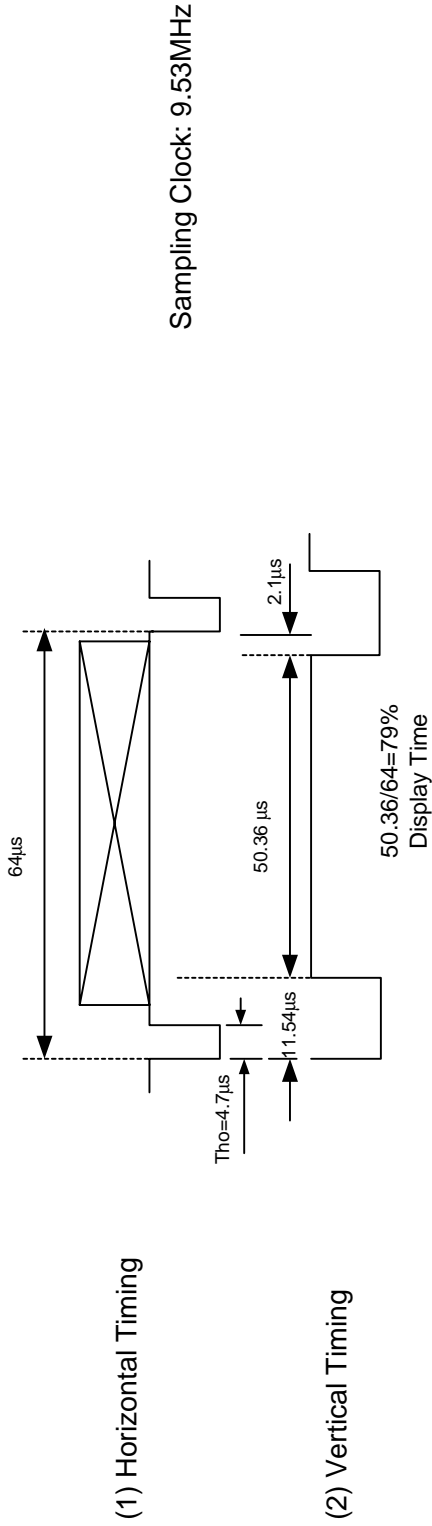 (1) Horizontal Timing
64µs
Sampling Clock: 9.53MHz
Tho=4.7µs
(2) Vertical Timing
11.54µs
50.36 µs
2.1µs
50.36/64=79%
Display Time